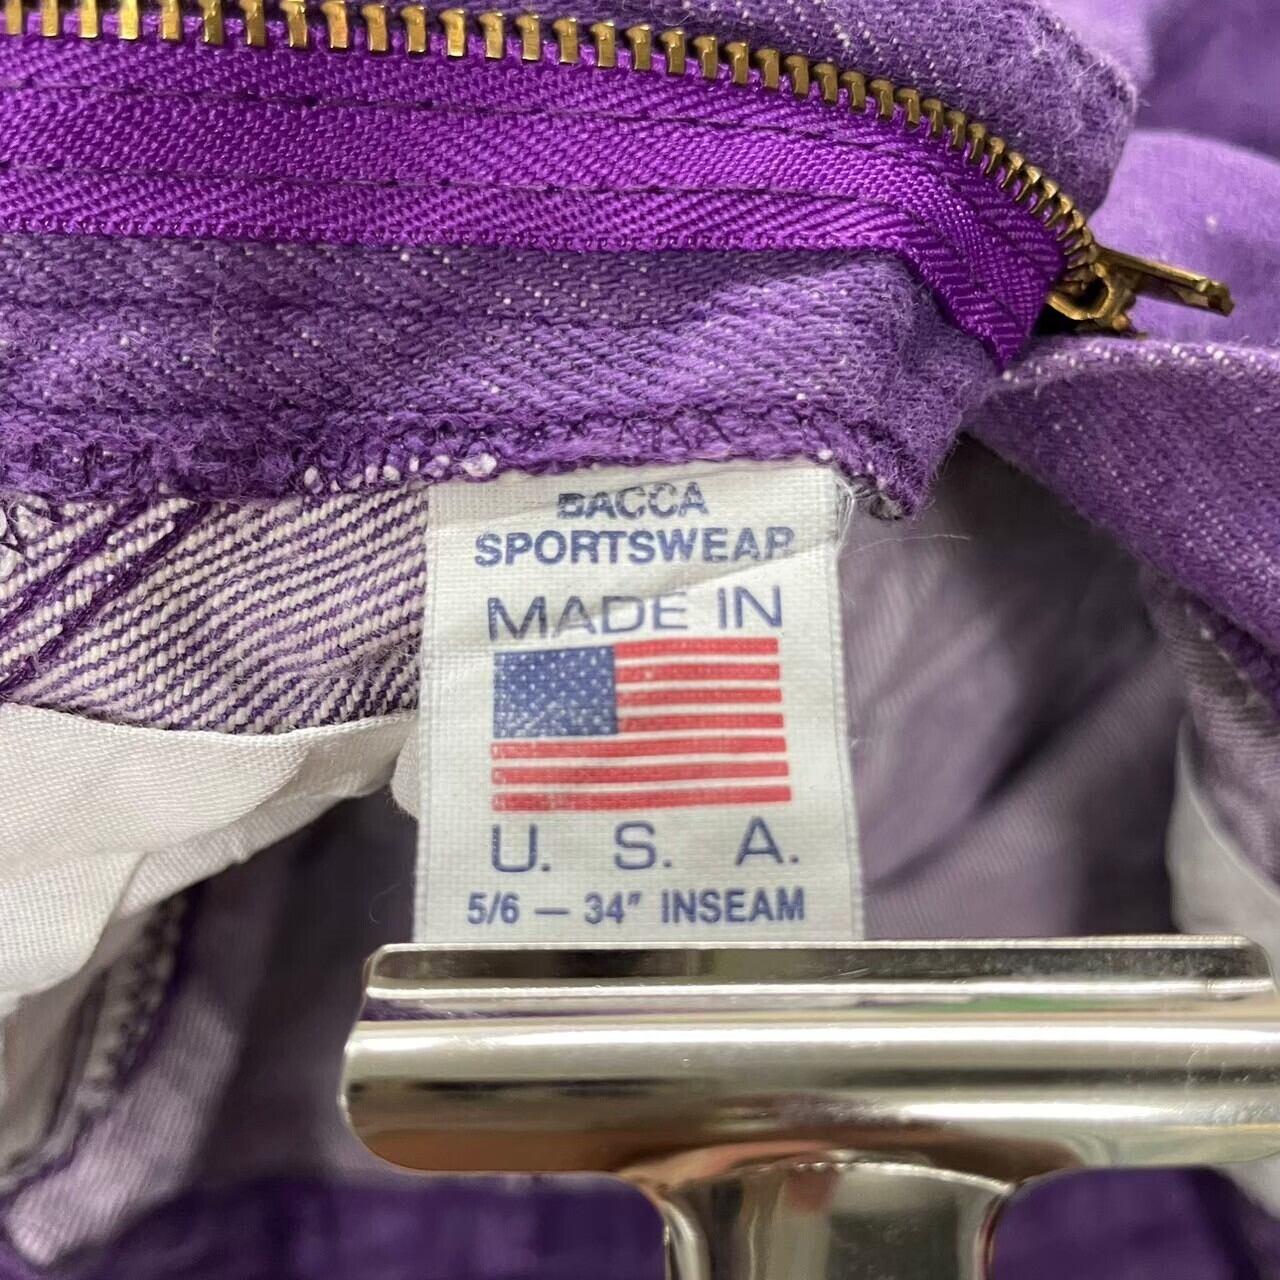 BACCA
SPORTSWEAR
MADE IN
U. S. A.
5/6 — 34" INSEAM